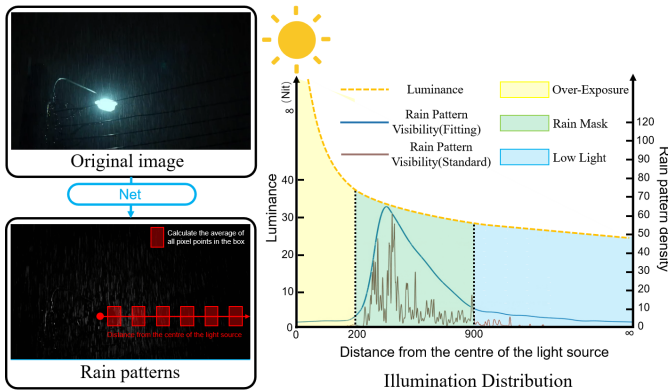 Original image
Net
Calculate the average of
all pixel points in the box
Distance from the centre of the light source
Rain patterns
∞ (Nit)
Luminance
40
30
20
10
0
Luminance
Rain Pattern
Visibility(Fitting)
Rain Pattern
Visibility(Standard)
Over-Exposure
Rain Mask
Low Light
120
100
90
80
70
60
50
40
30
20
10
0
Rain pattern
density
0
200
900
∞
Distance from the centre of the light source
Illumination Distribution